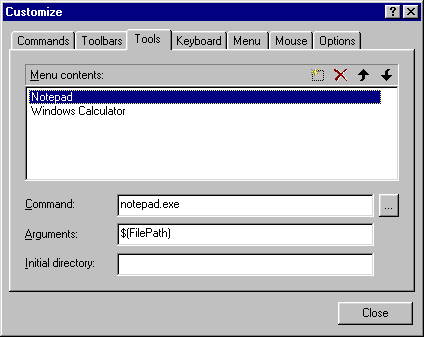 Customize
Commands Toolbars Tools Keyboard Menu Mouse Options
Menu contents:
Notepad
Windows Calculator
Command: notepad.exe ...
Arguments: $(FilePath)
Initial directory:
Close